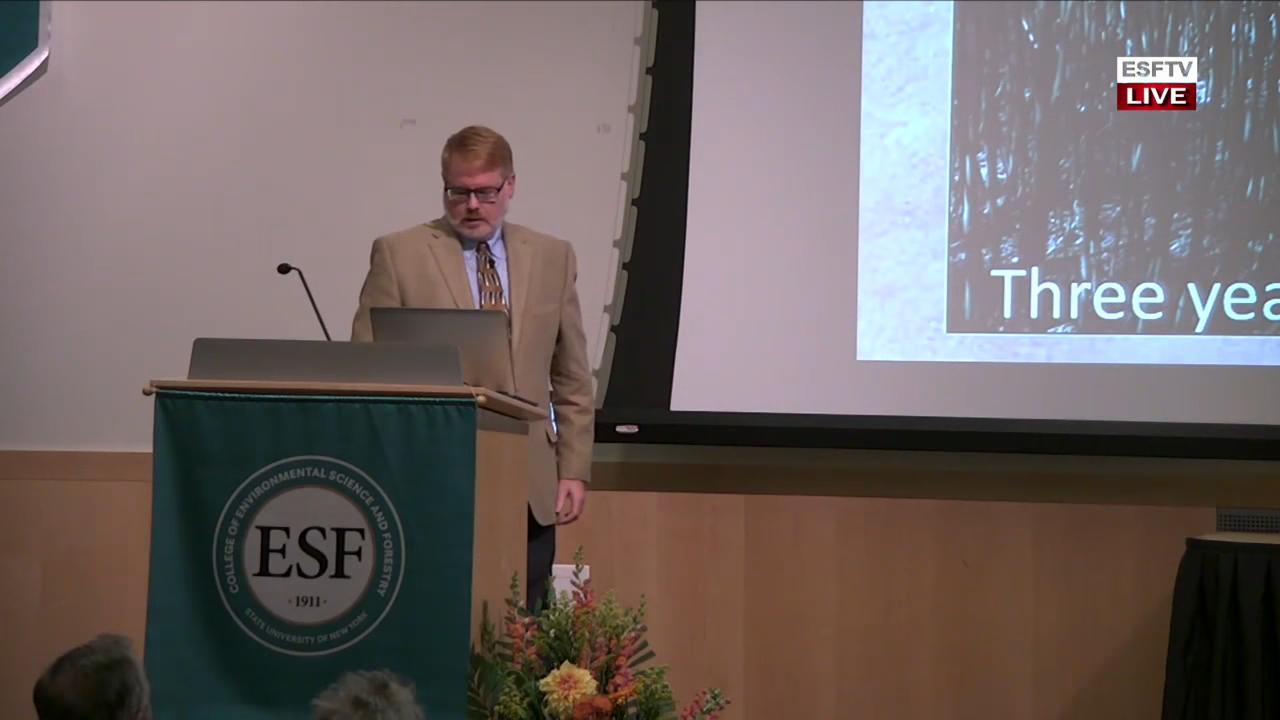 ESFTV
LIVE
Three yea
COLLEGE OF ENVIRONMENTAL SCIENCE AND FORESTRY
ESF
·1911·
STATE UNIVERSITY OF NEW YORK